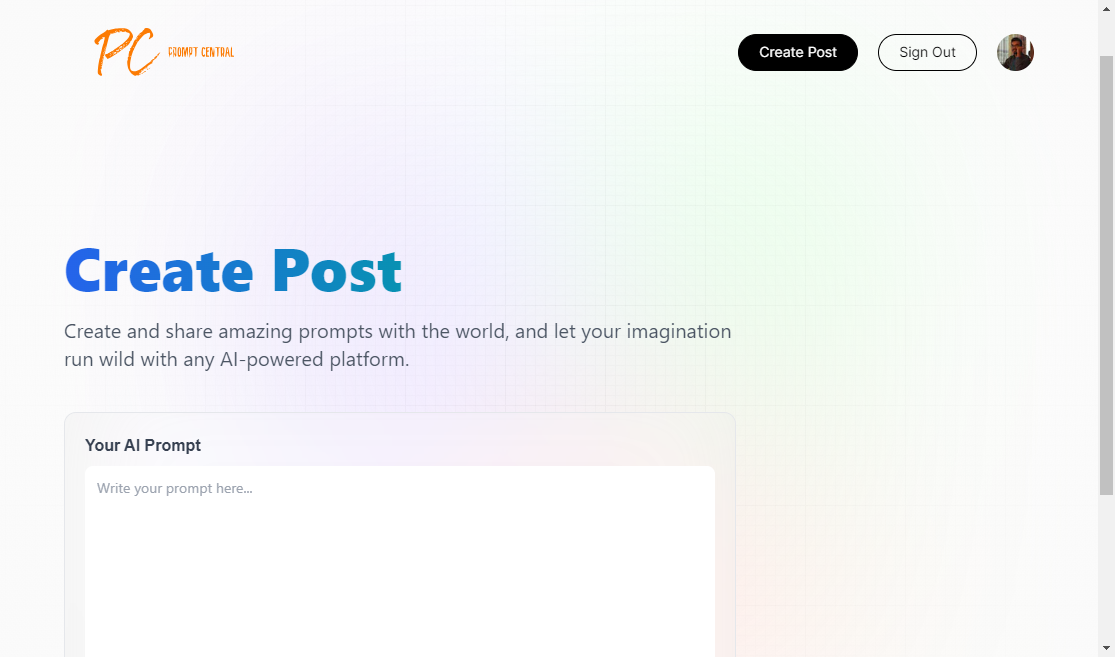 PC PROMPT CENTRAL
Create Post
Sign Out
Create Post
Create and share amazing prompts with the world, and let your imagination
run wild with any AI-powered platform.
Your AI Prompt
Write your prompt here...